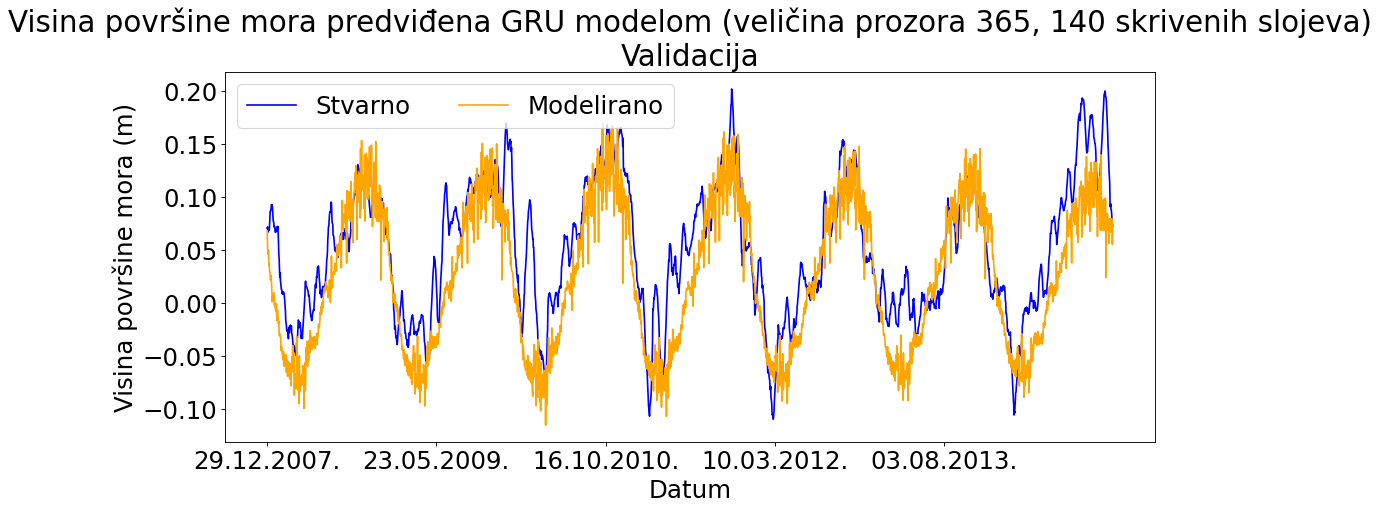 Visina površine mora predviđena GRU modelom (veličina prozora 365, 140 skrivenih slojeva)
Validacija
Stvarno Modelirano
Visina površine mora (m)
0.20
0.15
0.10
0.05
0.00
−0.05
−0.10
29.12.2007. 23.05.2009. 16.10.2010. 10.03.2012. 03.08.2013.
Datum